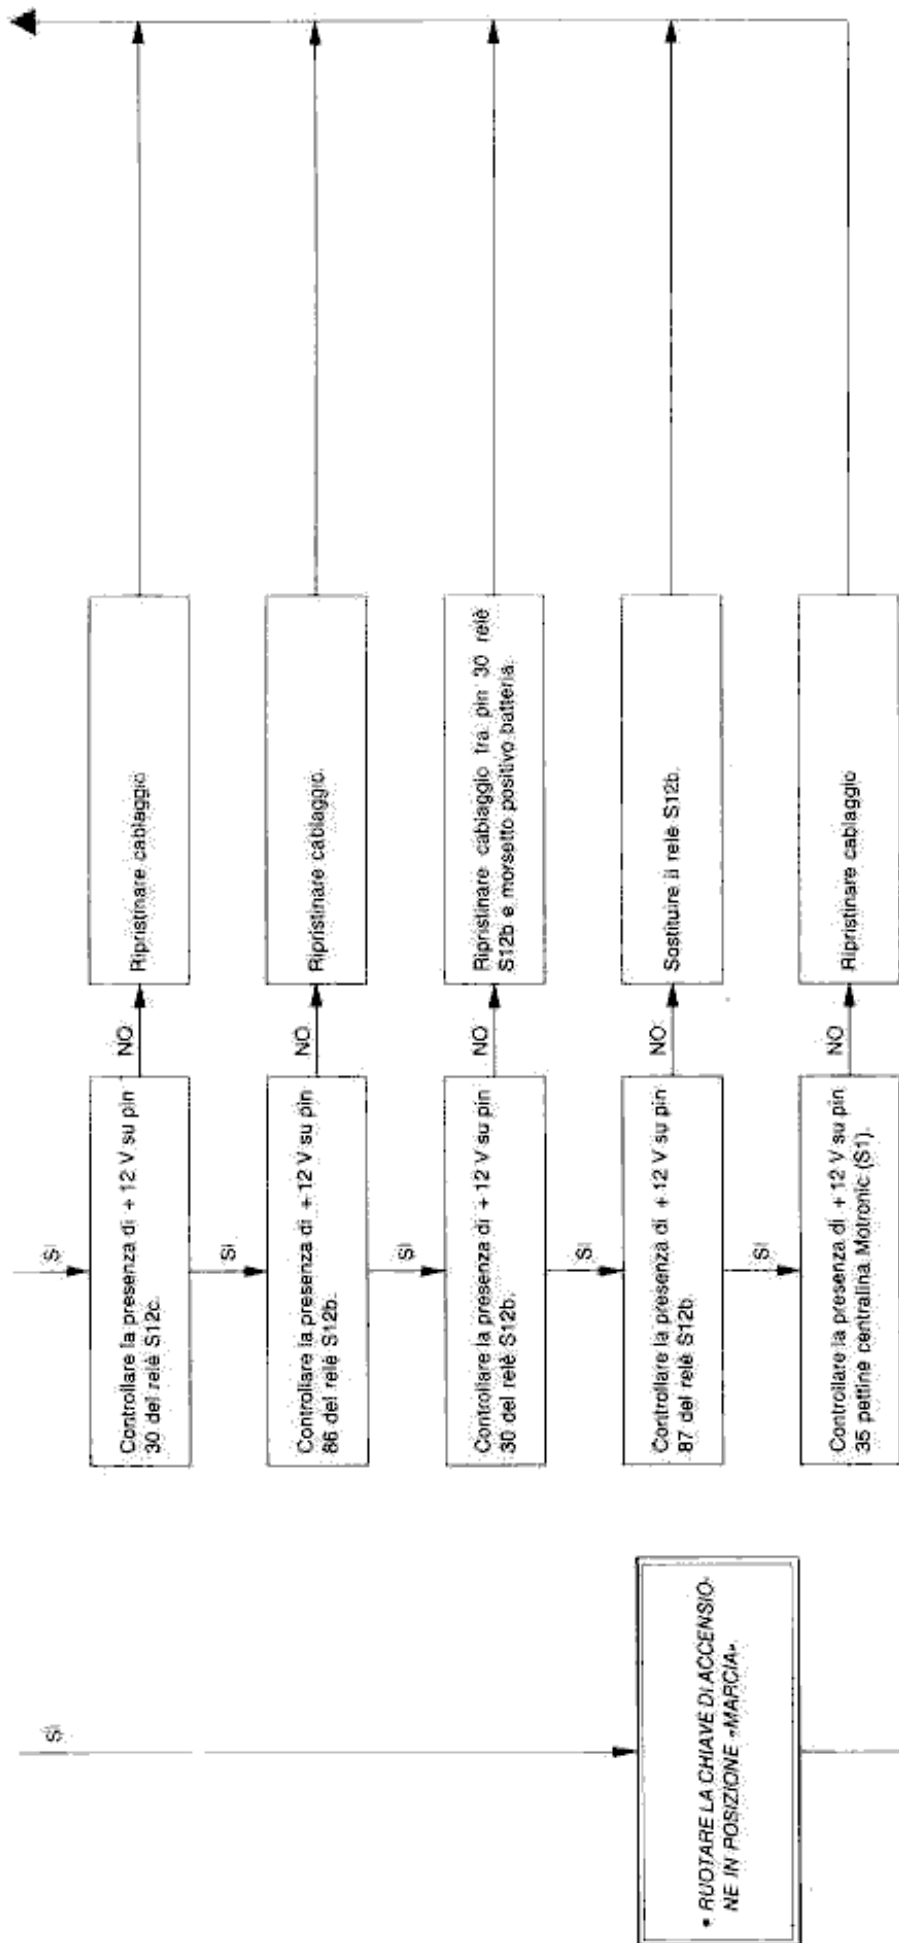 SI
Controllare la presenza di + 12 V su pin
30 del relè S12c.
NO
Ripristinare cablaggio
SI
Controllare la presenza di + 12 V su pin
86 del relè S12b.
NO
Ripristinare cablaggio.
SI
Controllare la presenza di + 12 V su pin
30 del relè S12b.
NO
Ripristinare cablaggio tra pin 30 relè
S12b e morsetto positivo batteria.
SI
Controllare la presenza di + 12 V su pin
87 del relè S12b.
NO
Sostituire il relè S12b.
SI
Controllare la presenza di + 12 V su pin
35 pettine centralina Motronic (S1).
NO
Ripristinare cablaggio
SI
• RUOTARE LA CHIAVE DI ACCENSIO-
NE IN POSIZIONE «MARCIA».